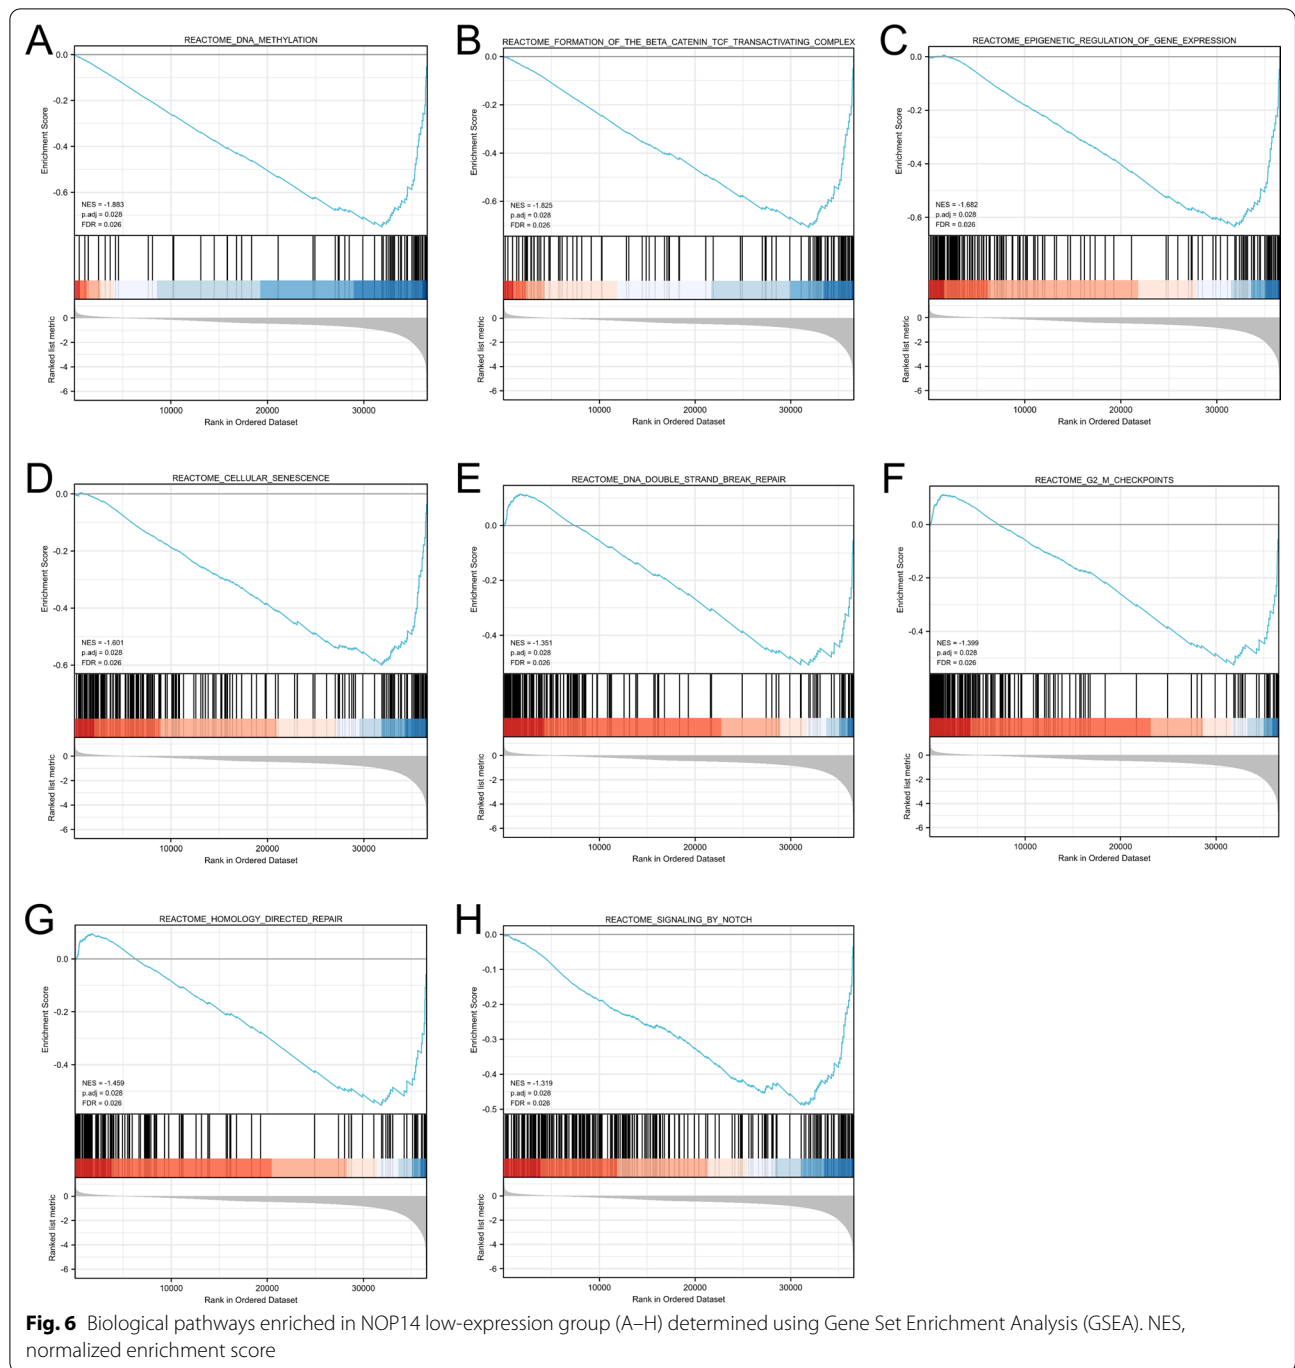 A
REACTOME_DNA_METHYLATION
0.0
-0.2
-0.4
-0.6
Enrichment Score
NES = -1.883
p.adj = 0.028
FDR = 0.026
0
-2
-4
-6
Ranked list metric
10000 20000 30000
Rank in Ordered Dataset
B
REACTOME_FORMATION_OF_THE_BETA_CATENIN_TCF_TRANSACTIVATING_COMPLEX
0.0
-0.2
-0.4
-0.6
Enrichment Score
NES = -1.825
p.adj = 0.028
FDR = 0.026
0
-2
-4
-6
Ranked list metric
10000 20000 30000
Rank in Ordered Dataset
C
REACTOME_EPIGENETIC_REGULATION_OF_GENE_EXPRESSION
0.0
-0.2
-0.4
-0.6
Enrichment Score
NES = -1.682
p.adj = 0.028
FDR = 0.026
0
-2
-4
-6
Ranked list metric
10000 20000 30000
Rank in Ordered Dataset
D
REACTOME_CELLULAR_SENESCENCE
0.0
-0.2
-0.4
-0.6
Enrichment Score
NES = -1.601
p.adj = 0.028
FDR = 0.026
0
-2
-4
-6
Ranked list metric
10000 20000 30000
Rank in Ordered Dataset
E
REACTOME_DNA_DOUBLE_STRAND_BREAK_REPAIR
0.0
-0.2
-0.4
Enrichment Score
NES = -1.351
p.adj = 0.028
FDR = 0.026
0
-2
-4
-6
Ranked list metric
10000 20000 30000
Rank in Ordered Dataset
F
REACTOME_G2_M_CHECKPOINTS
0.0
-0.2
-0.4
Enrichment Score
NES = -1.399
p.adj = 0.028
FDR = 0.026
0
-2
-4
-6
Ranked list metric
10000 20000 30000
Rank in Ordered Dataset
G
REACTOME_HOMOLOGY_DIRECTED_REPAIR
0.0
-0.2
-0.4
Enrichment Score
NES = -1.459
p.adj = 0.028
FDR = 0.026
0
-2
-4
-6
Ranked list metric
10000 20000 30000
Rank in Ordered Dataset
H
REACTOME_SIGNALING_BY_NOTCH
0.0
-0.1
-0.2
-0.3
-0.4
-0.5
Enrichment Score
NES = -1.319
p.adj = 0.028
FDR = 0.026
0
-2
-4
-6
Ranked list metric
10000 20000 30000
Rank in Ordered Dataset
Fig. 6 Biological pathways enriched in NOP14 low-expression group (A–H) determined using Gene Set Enrichment Analysis (GSEA). NES,
normalized enrichment score